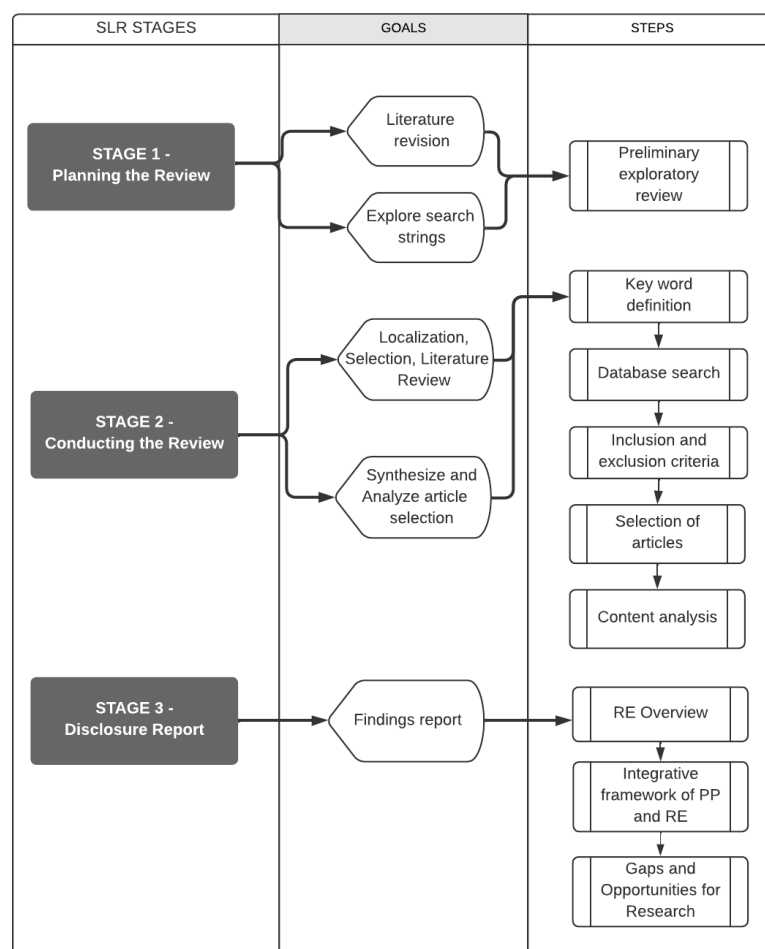 SLR STAGES
GOALS
STEPS
STAGE 1 -
Planning the Review
Literature
revision
Explore search
strings
Preliminary
exploratory
review
STAGE 2 -
Conducting the Review
Localization,
Selection, Literature
Review
Synthesize and
Analyze article
selection
Key word
definition
Database search
Inclusion and
exclusion criteria
Selection of
articles
Content analysis
STAGE 3 -
Disclosure Report
Findings report
RE Overview
Integrative
framework of PP
and RE
Gaps and
Opportunities for
Research